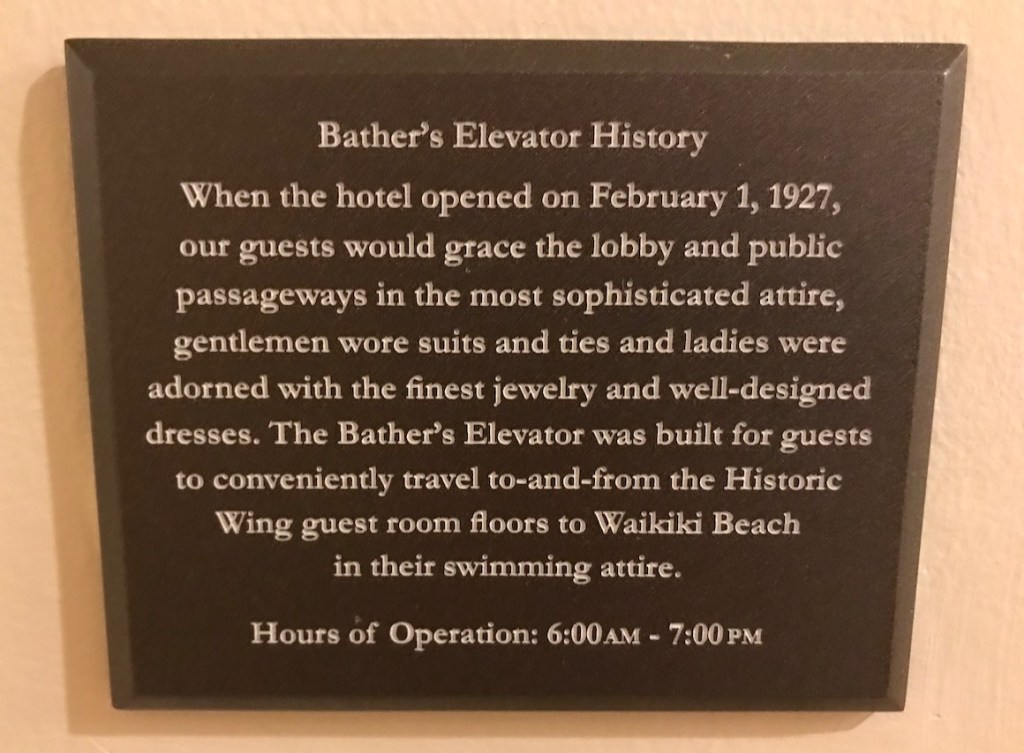 Bather's Elevator History
When the hotel opened on February 1, 1927,
our guests would grace the lobby and public
passageways in the most sophisticated attire,
gentlemen wore suits and ties and ladies were
adorned with the finest jewelry and well-designed
dresses. The Bather's Elevator was built for guests
to conveniently travel to-and-from the Historic
Wing guest room floors to Waikiki Beach
in their swimming attire.
Hours of Operation: 6:00AM - 7:00PM